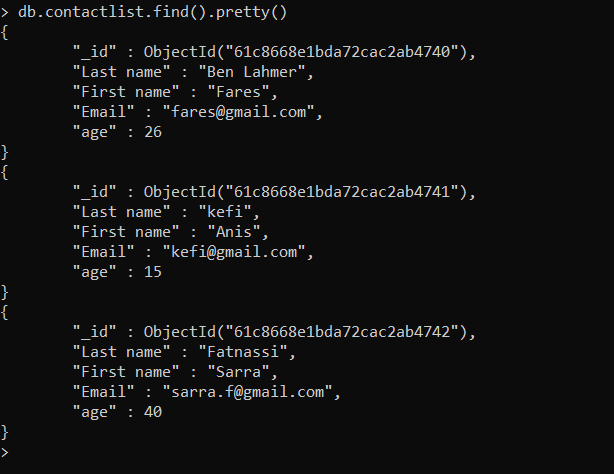 > db.contactlist.find().pretty()
{
        "_id" : ObjectId("61c8668e1bda72cac2ab4740"),
        "Last name" : "Ben Lahmer",
        "First name" : "Fares",
        "Email" : "fares@gmail.com",
        "age" : 26
}
{
        "_id" : ObjectId("61c8668e1bda72cac2ab4741"),
        "Last name" : "kefi",
        "First name" : "Anis",
        "Email" : "kefi@gmail.com",
        "age" : 15
}
{
        "_id" : ObjectId("61c8668e1bda72cac2ab4742"),
        "Last name" : "Fatnassi",
        "First name" : "Sarra",
        "Email" : "sarra.f@gmail.com",
        "age" : 40
}
>